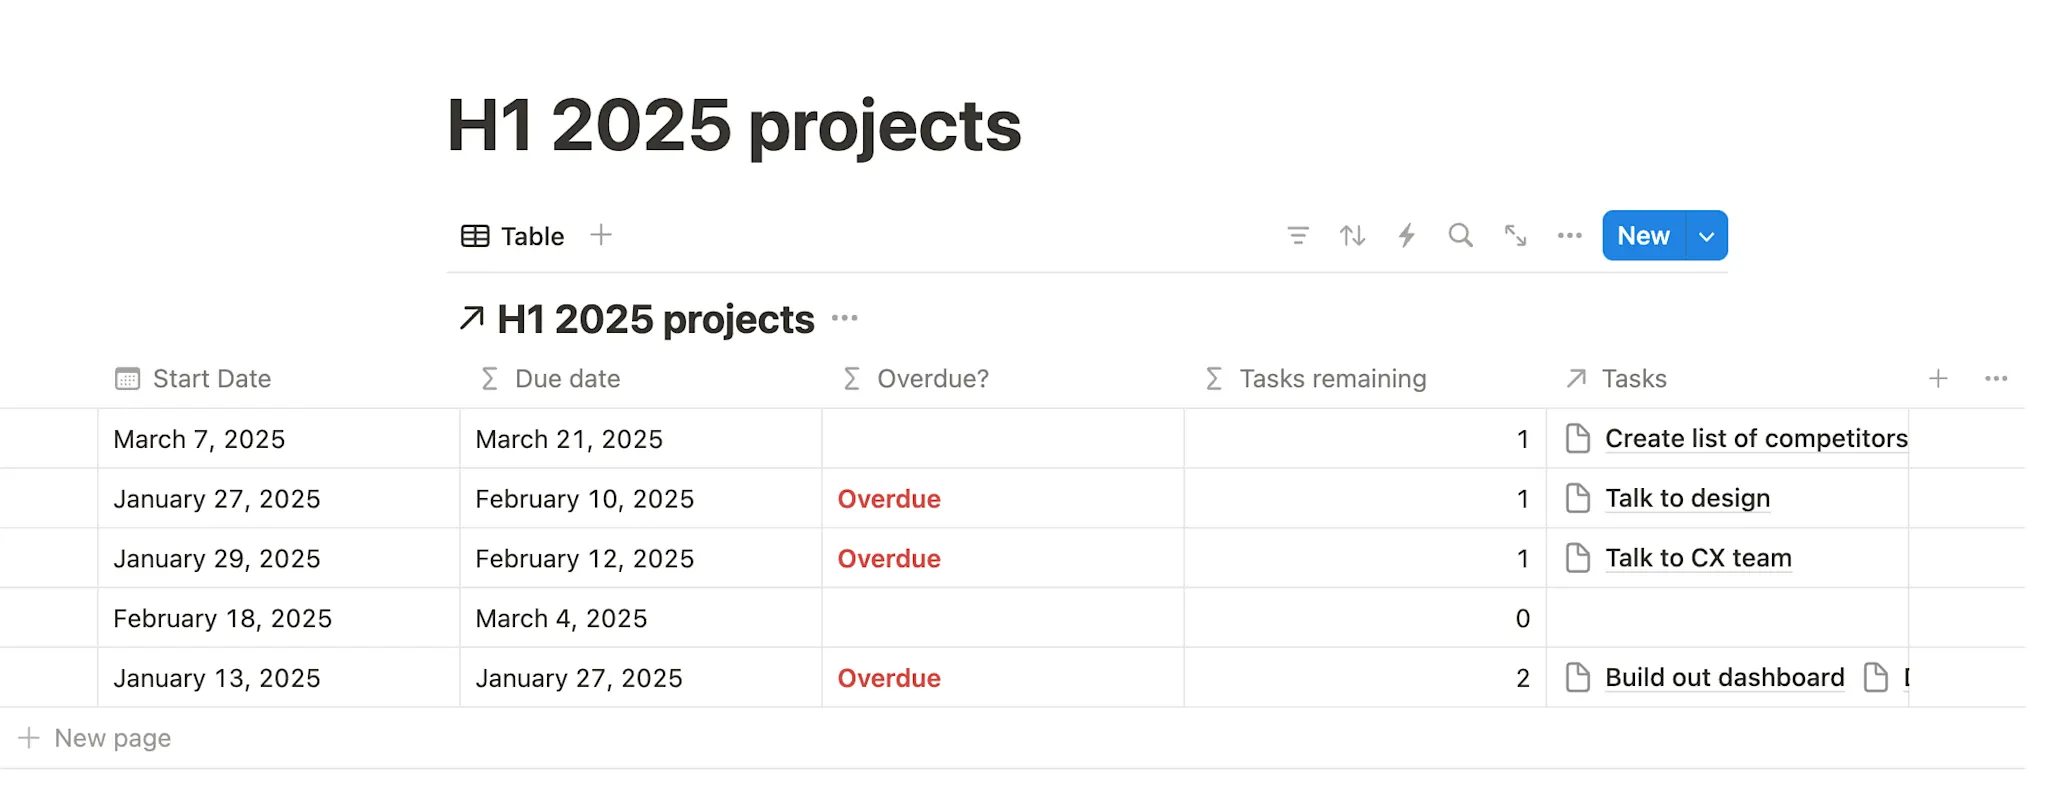 H1 2025 projects
Table
New
H1 2025 projects
Start Date Due date Overdue? Tasks remaining Tasks
March 7, 2025 March 21, 2025 1 Create list of competitors
January 27, 2025 February 10, 2025 Overdue 1 Talk to design
January 29, 2025 February 12, 2025 Overdue 1 Talk to CX team
February 18, 2025 March 4, 2025 0
January 13, 2025 January 27, 2025 Overdue 2 Build out dashboard
New page